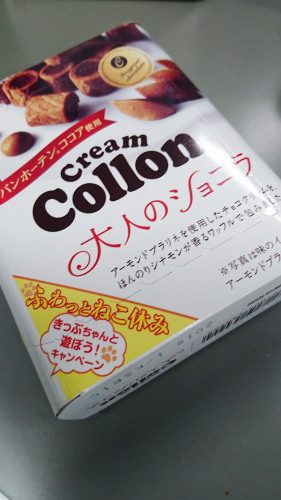 バンホーテン®ココア使用
Cream
Collon
大人のショコラ
アーモンドプラリネを使用したチョコクリームを、
ほんのりシナモンが香るワッフルで包みま
※写真は味のイ
アーモンドプラ
ふわっとねこ休み
きっぷちゃんと
遊ぼう!
キャンペーン